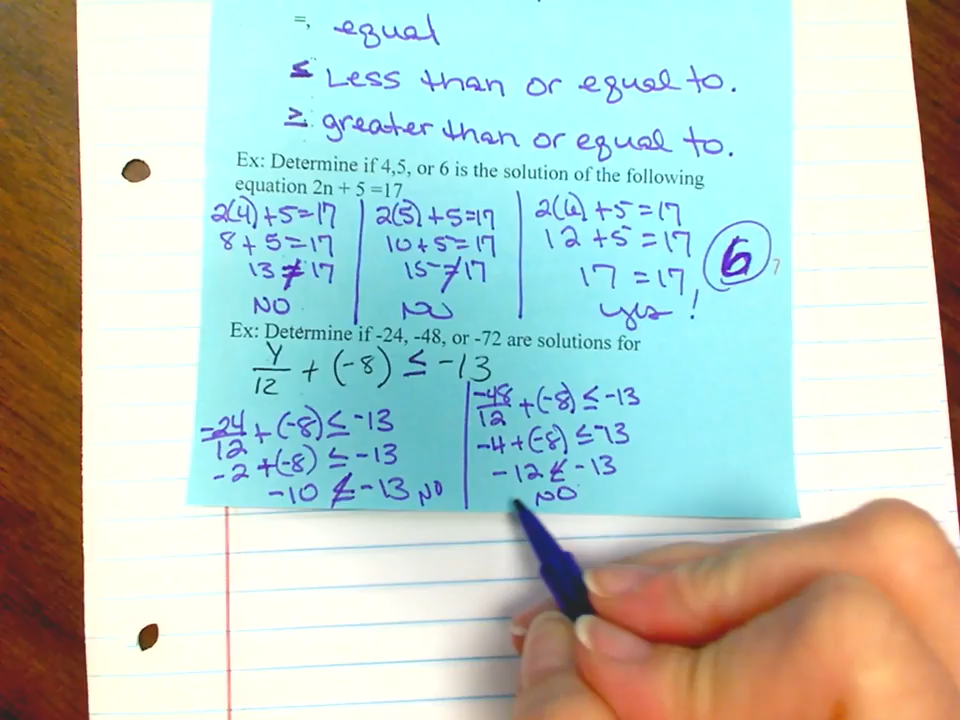 =, equal
≤ Less than or equal to.
≥ greater than or equal to.
Ex: Determine if 4,5, or 6 is the solution of the following
equation 2n + 5 =17
2(4)+5=17
8+5=17
13≠17
NO
2(5)+5=17
10+5=17
15≠17
NO
2(6)+5=17
12+5=17
17=17
yes!
6
?
Ex: Determine if -24, -48, or -72 are solutions for
y/12 + (-8) ≤ -13
-24/12 + (-8) ≤ -13
-2 + (-8) ≤ -13
-10 ≰ -13 NO
-48/12 + (-8) ≤ -13
-4 + (-8) ≤ -13
-12 ≰ -13
NO